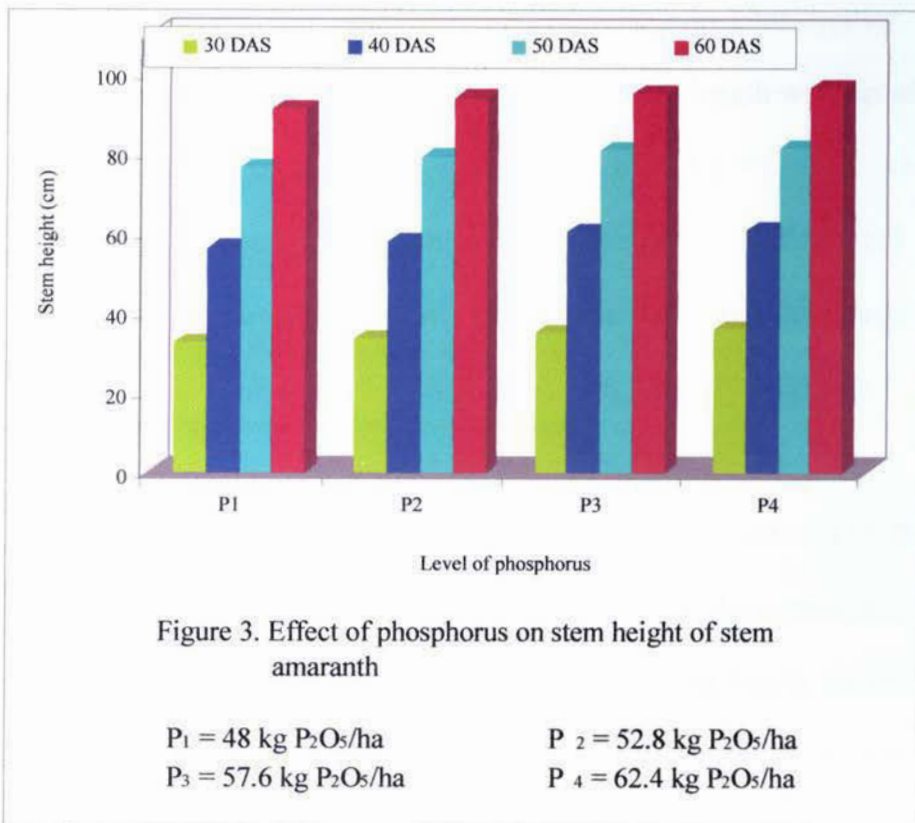 30 DAS 40 DAS 50 DAS 60 DAS
100
80
60
40
20
0
Stem height (cm)
P1 P2 P3 P4
Level of phosphorus
Figure 3. Effect of phosphorus on stem height of stem
amaranth
P₁ = 48 kg P₂O₅/ha P ₂ = 52.8 kg P₂O₅/ha
P₃ = 57.6 kg P₂O₅/ha P ₄ = 62.4 kg P₂O₅/ha